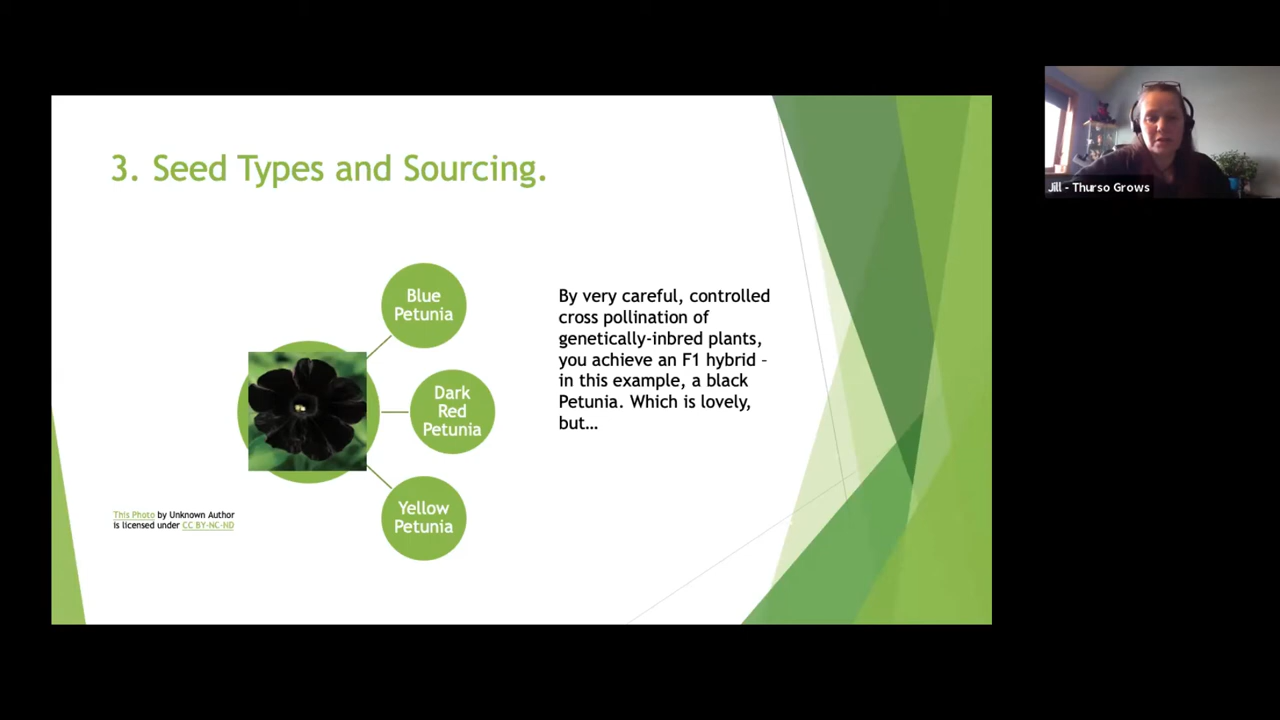 3. Seed Types and Sourcing.
Blue
Petunia
Dark
Red
Petunia
Yellow
Petunia
By very careful, controlled
cross pollination of
genetically-inbred plants,
you achieve an F1 hybrid –
in this example, a black
Petunia. Which is lovely,
but…
This Photo by Unknown Author
is licensed under CC BY-NC-ND
Jill - Thurso Grows